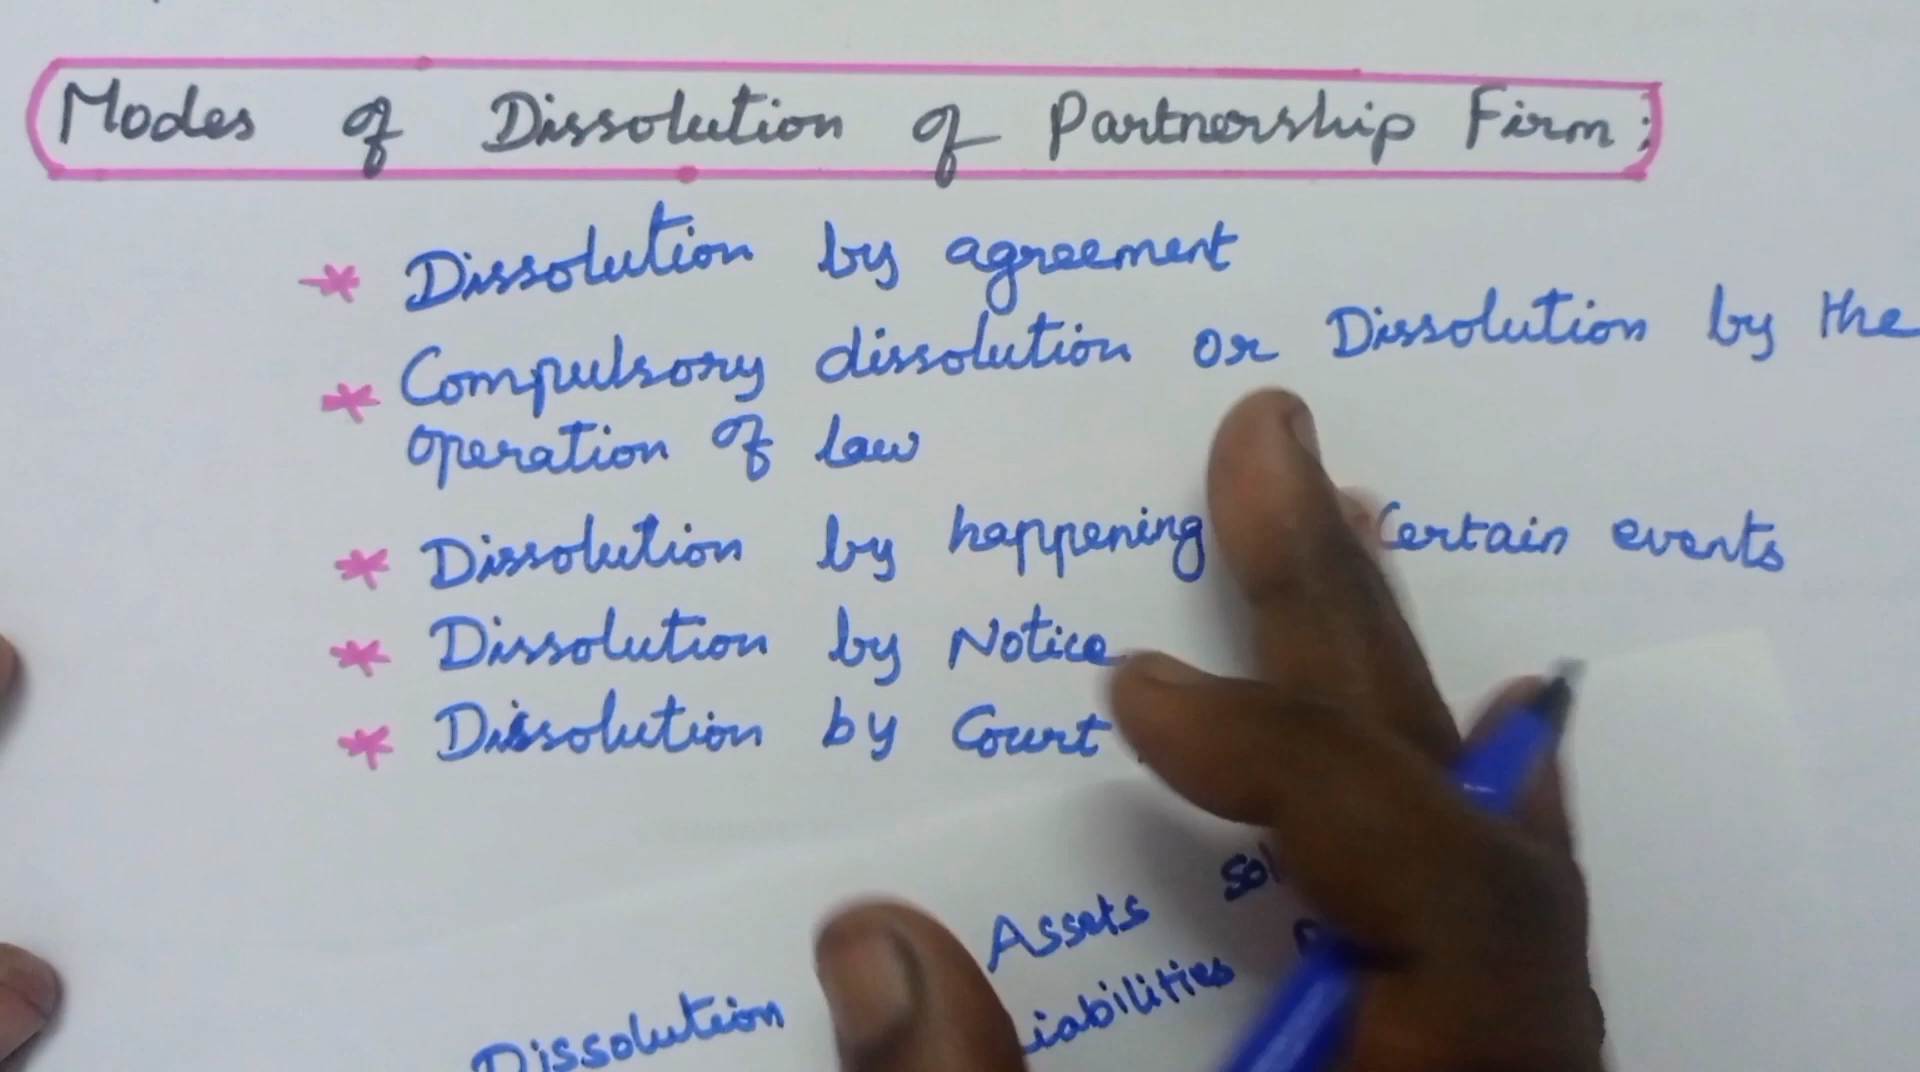 Modes of Dissolution of Partnership Firm:
* Dissolution by agreement
* Compulsory dissolution or Dissolution by the
operation of law
* Dissolution by happening Certain events
* Dissolution by Notice
* Dissolution by Court
Assets
Dissolution iabilities